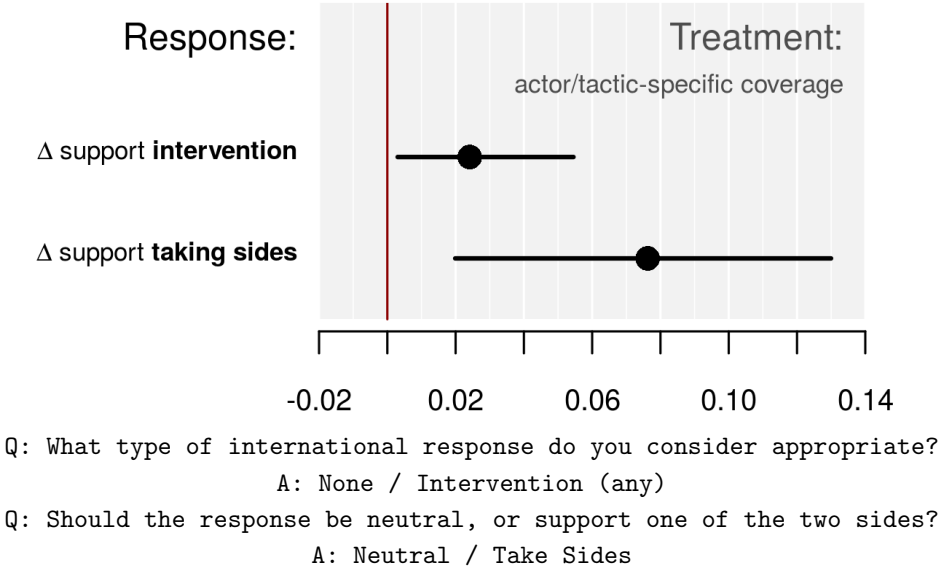 Response:
Treatment:
actor/tactic-specific coverage
Δ support intervention
Δ support taking sides
-0.02 0.02 0.06 0.10 0.14
Q: What type of international response do you consider appropriate?
A: None / Intervention (any)
Q: Should the response be neutral, or support one of the two sides?
A: Neutral / Take Sides